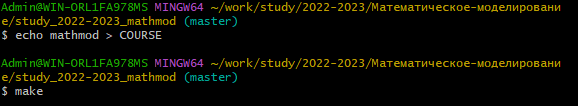 Admin@WIN-ORL1FA978MS MINGW64 ~/work/study/2022-2023/Математическое-моделировани
е/study_2022-2023_mathmod (master)
$ echo mathmod > COURSE
Admin@WIN-ORL1FA978MS MINGW64 ~/work/study/2022-2023/Математическое-моделировани
е/study_2022-2023_mathmod (master)
$ make